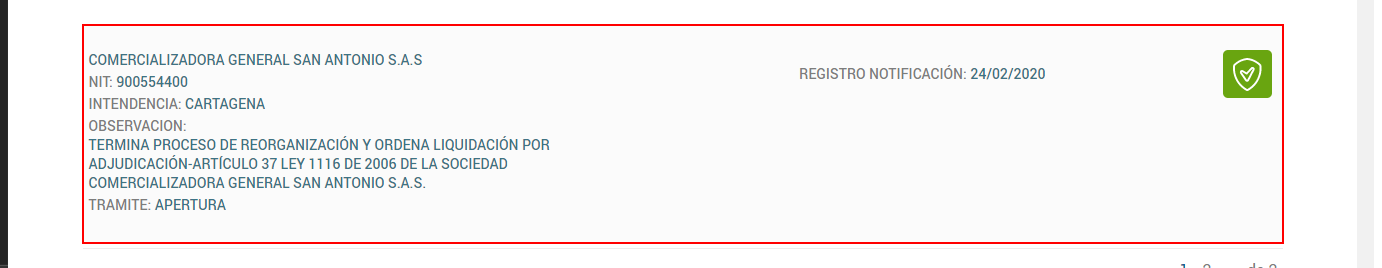 COMERCIALIZADORA GENERAL SAN ANTONIO S.A.S
NIT: 900554400
INTENDENCIA: CARTAGENA
OBSERVACION:
TERMINA PROCESO DE REORGANIZACIÓN Y ORDENA LIQUIDACIÓN POR
ADJUDICACIÓN-ARTÍCULO 37 LEY 1116 DE 2006 DE LA SOCIEDAD
COMERCIALIZADORA GENERAL SAN ANTONIO S.A.S.
TRAMITE: APERTURA
REGISTRO NOTIFICACIÓN: 24/02/2020